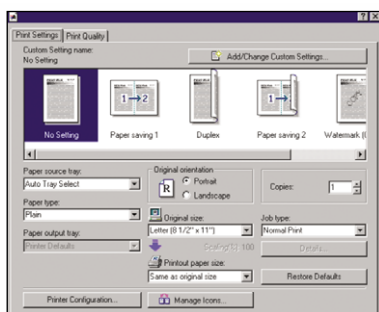 Print Settings Print Quality
Custom Setting name:
No Setting
Add/Change Custom Settings...
1 2 1
No Setting Paper saving 1 Duplex Paper saving 2 Watermark (
Paper source tray:
Auto Tray Select
Original orientation
R
Portrait
Landscape
Copies: 1
Paper type:
Plain
Original size:
Letter (8 1/2" x 11")
Job type:
Normal Print
Paper output tray:
Printer Defaults
Scaling(%): 100
Details...
Printout paper size:
Same as original size
Restore Defaults
Printer Configuration...
Manage Icons...